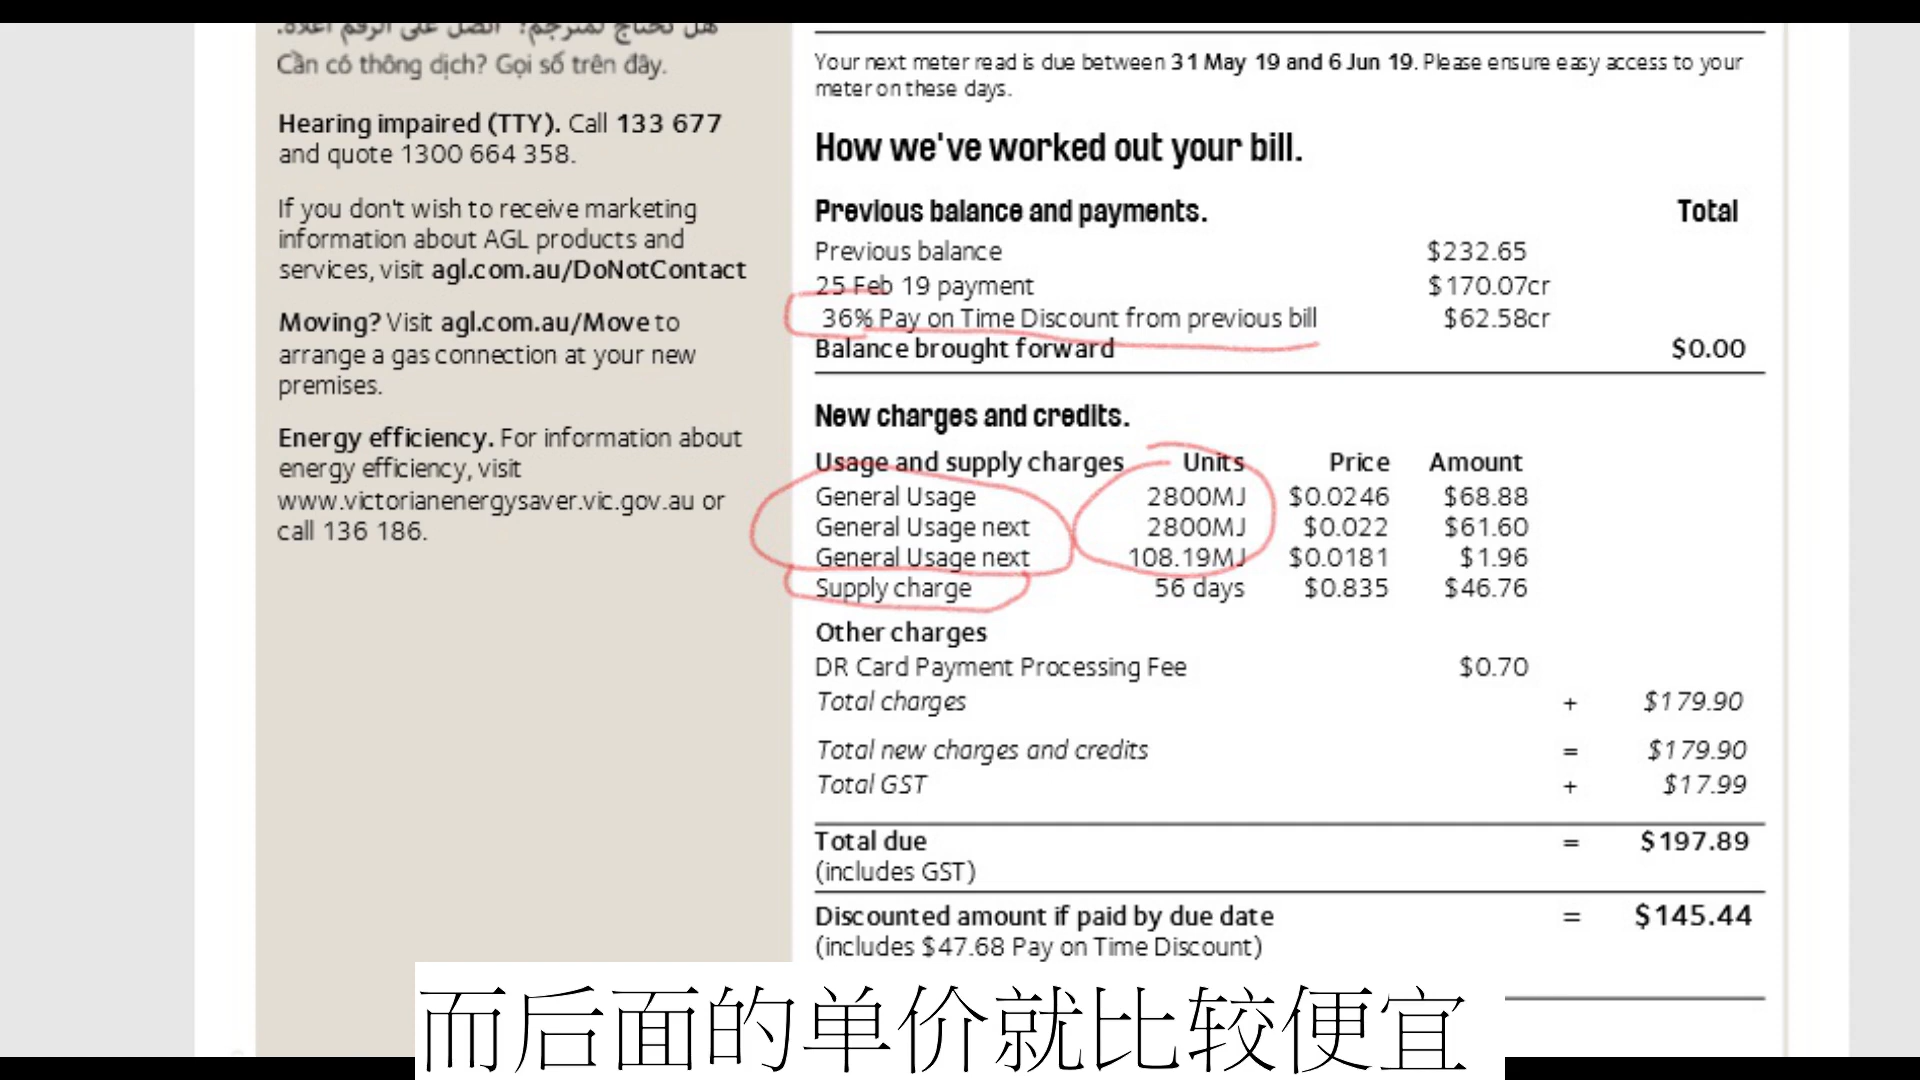 هل تحتاج لمترجم؟ اتصل على الرقم أعلاه.
Cần có thông dịch? Gọi số trên đây.
Hearing impaired (TTY). Call 133 677
and quote 1300 664 358.
If you don't wish to receive marketing
information about AGL products and
services, visit agl.com.au/DoNotContact
Moving? Visit agl.com.au/Move to
arrange a gas connection at your new
premises.
Energy efficiency. For information about
energy efficiency, visit
www.victorianenergysaver.vic.gov.au or
call 136 186.
Your next meter read is due between 31 May 19 and 6 Jun 19. Please ensure easy access to your
meter on these days.
How we've worked out your bill.
Previous balance and payments. Total
Previous balance $232.65
25 Feb 19 payment $170.07cr
36% Pay on Time Discount from previous bill $62.58cr
Balance brought forward $0.00
New charges and credits.
Usage and supply charges Units Price Amount
General Usage 2800MJ $0.0246 $68.88
General Usage next 2800MJ $0.022 $61.60
General Usage next 108.19MJ $0.0181 $1.96
Supply charge 56 days $0.835 $46.76
Other charges
DR Card Payment Processing Fee $0.70
Total charges + $179.90
Total new charges and credits = $179.90
Total GST + $17.99
Total due = $197.89
(includes GST)
Discounted amount if paid by due date = $145.44
(includes $47.68 Pay on Time Discount)
而后面的单价就比较便宜